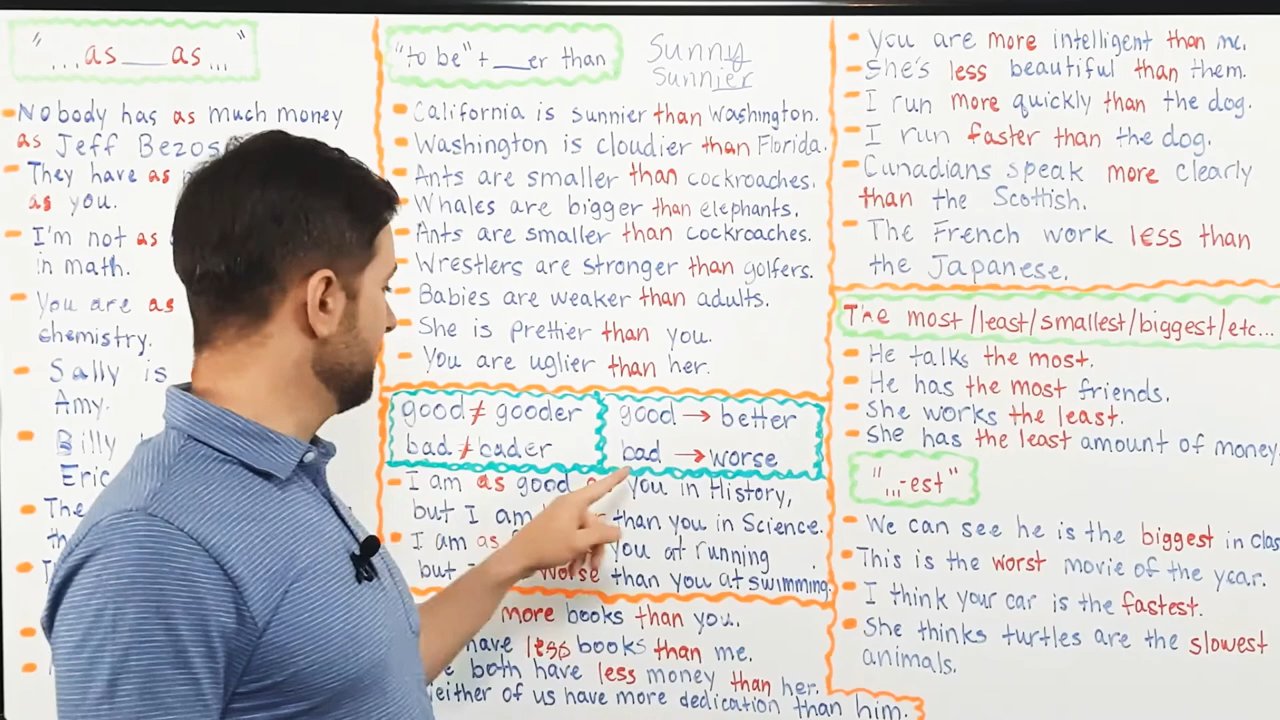 "...as ___ as..."
Nobody has as much money
as Jeff Bezos
They have as
as you.
I'm not as
in math.
You are as
chemistry.
Sally is
Amy.
Billy
Eric
The
"to be" + ___er than
Sunny
Sunnier
California is sunnier than Washington.
Washington is cloudier than Florida.
Ants are smaller than cockroaches.
Whales are bigger than elephants.
Ants are smaller than cockroaches.
Wrestlers are stronger than golfers.
Babies are weaker than adults.
She is prettier than you.
You are uglier than her.
good ≠ gooder
bad ≠ bader
good → better
bad → worse
I am as good you in History,
but I am than you in Science.
I am as you at running
but worse than you at swimming.
more books than you.
have less books than me.
both have less money than her.
either of us have more dedication than him.
You are more intelligent than me.
She's less beautiful than them.
I run more quickly than the dog.
I run faster than the dog.
Canadians speak more clearly
than the Scottish.
The French work less than
the Japanese.
The most/least/smallest/biggest/etc...
He talks the most.
He has the most friends.
She works the least.
She has the least amount of money
"...-est"
We can see he is the biggest in clas
This is the worst movie of the year.
I think your car is the fastest.
She thinks turtles are the slowest
animals.